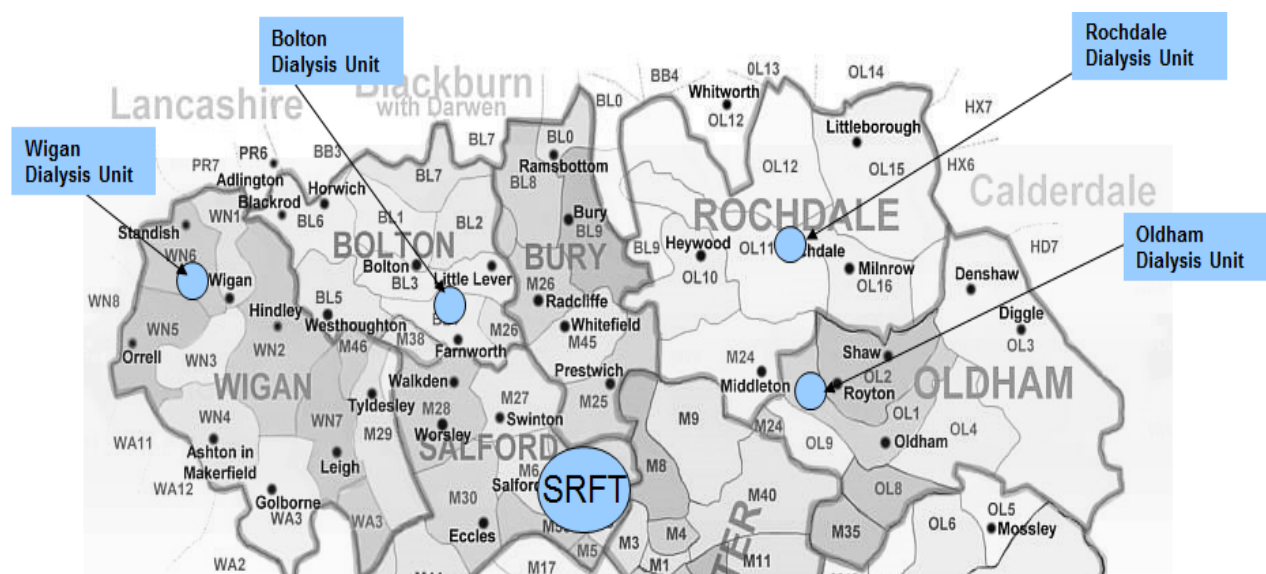 Bolton
Dialysis Unit
Rochdale
Dialysis Unit
Wigan
Dialysis Unit
Oldham
Dialysis Unit
Lancashire
Blackburn
with Darwen
Calderdale
BB4
0L13
OL14
HX7
HX6
HD7
Whitworth
OL12
Littleborough
OL15
OL12
BL0
BL0
Ramsbottom
BL7
BL7
BL8
PR7
PR6
Adlington
BB3
Horwich
Blackrod
BL6
WN1
Standish
WN6
BL1
BL2
BOLTON
Bolton
BL3
Little Lever
Bury
BL9
BURY
BL9
ROCHDALE
Heywood
OL10
OL11
chdale
Milnrow
OL16
Denshaw
Diggle
OL3
WN8
Wigan
WN5
Orrell
WN3
Hindley
WN2
BL5
Westhoughton
M46
M38
Farnworth
M26
M26
Radcliffe
Whitefield
M45
Prestwich
M25
WIGAN
WN4
WN7
Tyldesley
M29
Walkden
M28
Worsley
M27
Swinton
SALFORD
M24
Middleton
Shaw
OL2
Royton
OLDHAM
OL1
M24
OL9
Oldham
OL4
M9
M8
WA11
WA12
Ashton in
Makerfield
Leigh
Golborne
WA3
WA3
WA2
M6
Salford
SRFT
M30
Eccles
M5
M3
M4
M1
M17
M40
M11
TER
OL8
M35
OL6
OL5
Mossley